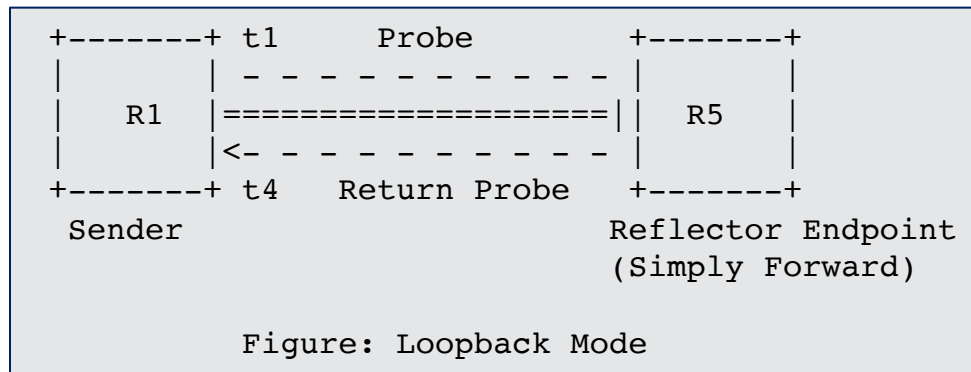 +-------+ t1 Probe +-------+
| | - - - - - - - - - - | |
| R1 |====================|| R5 |
| |<- - - - - - - - - - | |
+-------+ t4 Return Probe +-------+
Sender Reflector Endpoint
(Simply Forward)
Figure: Loopback Mode